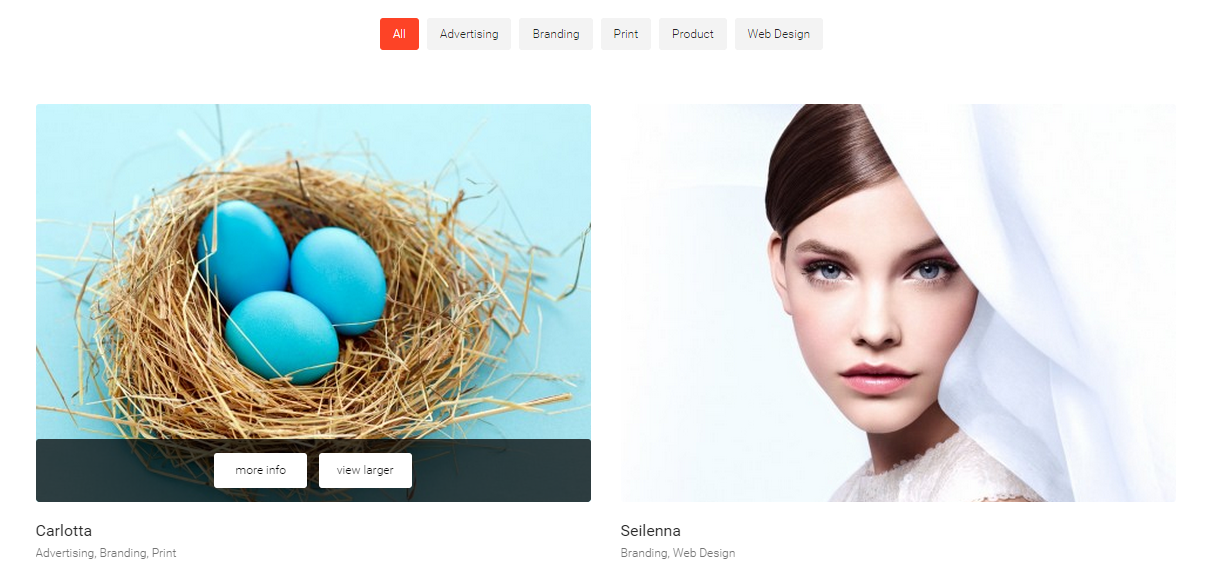 All Advertising Branding Print Product Web Design
more info view larger
Carlotta Seilenna
Advertising, Branding, Print Branding, Web Design